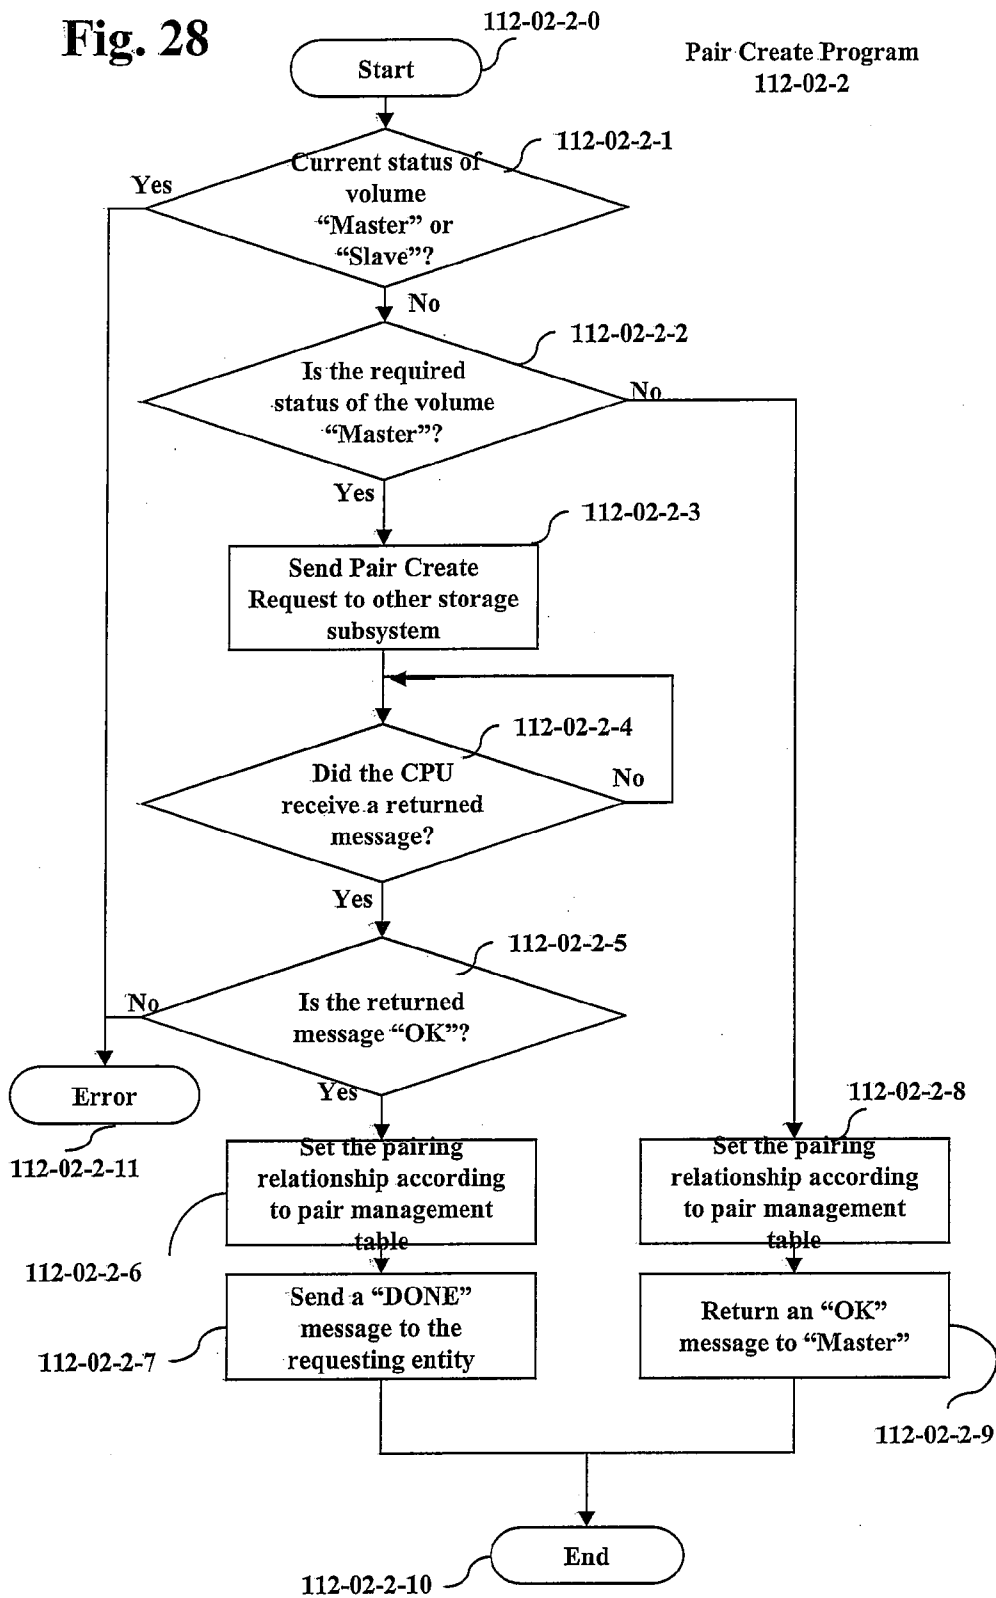 Fig. 28
112-02-2-0
Pair Create Program
112-02-2
Start
112-02-2-1
Current status of
volume
“Master” or
“Slave”?
Yes
No
112-02-2-2
Is the required
status of the volume
“Master”?
No
Yes
112-02-2-3
Send Pair Create
Request to other storage
subsystem
112-02-2-4
Did the CPU
receive a returned
message?
No
Yes
112-02-2-5
Is the returned
message “OK”?
No
Yes
Error
112-02-2-11
112-02-2-8
Set the pairing
relationship according
to pair management
table
112-02-2-6
Set the pairing
relationship according
to pair management
table
Send a “DONE”
message to the
requesting entity
112-02-2-7
Return an “OK”
message to “Master”
112-02-2-9
End
112-02-2-10